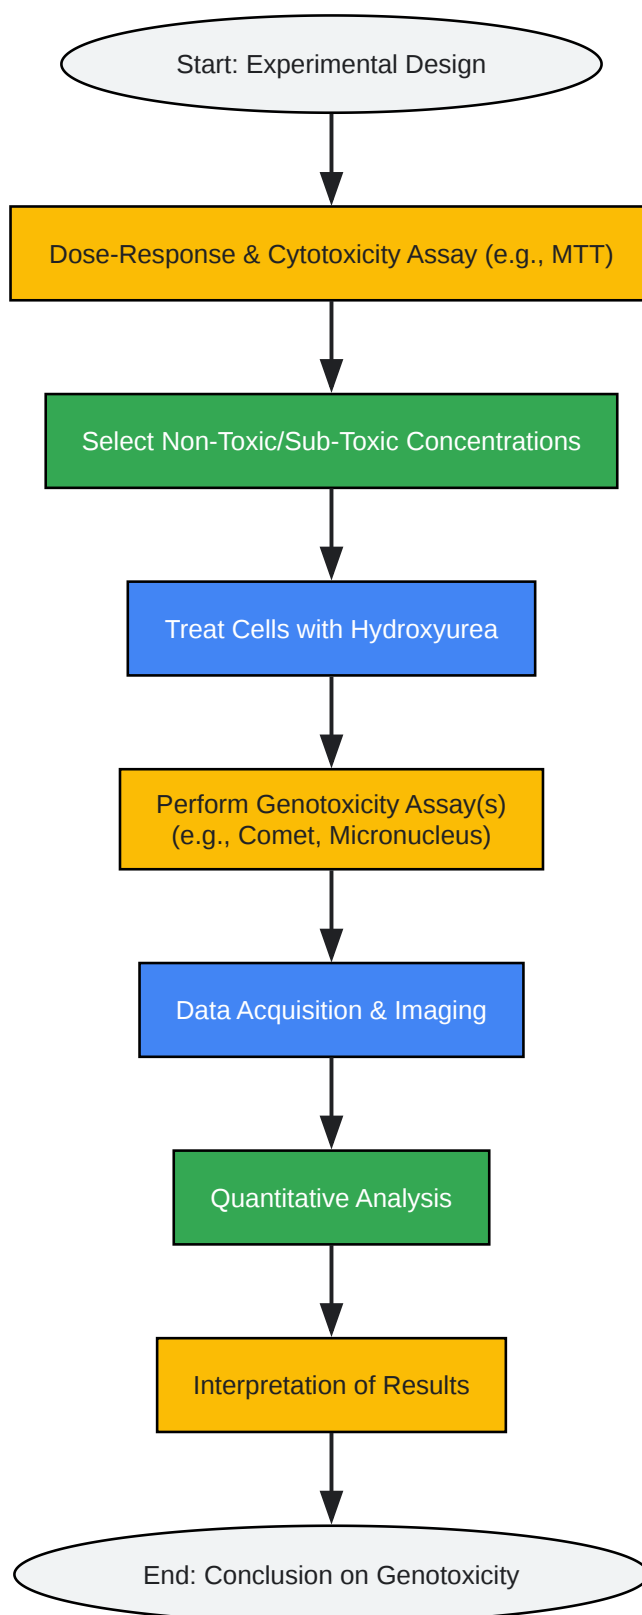 Start: Experimental Design
Dose-Response & Cytotoxicity Assay (e.g., MTT)
Select Non-Toxic/Sub-Toxic Concentrations
Treat Cells with Hydroxyurea
Perform Genotoxicity Assay(s)
(e.g., Comet, Micronucleus)
Data Acquisition & Imaging
Quantitative Analysis
Interpretation of Results
End: Conclusion on Genotoxicity